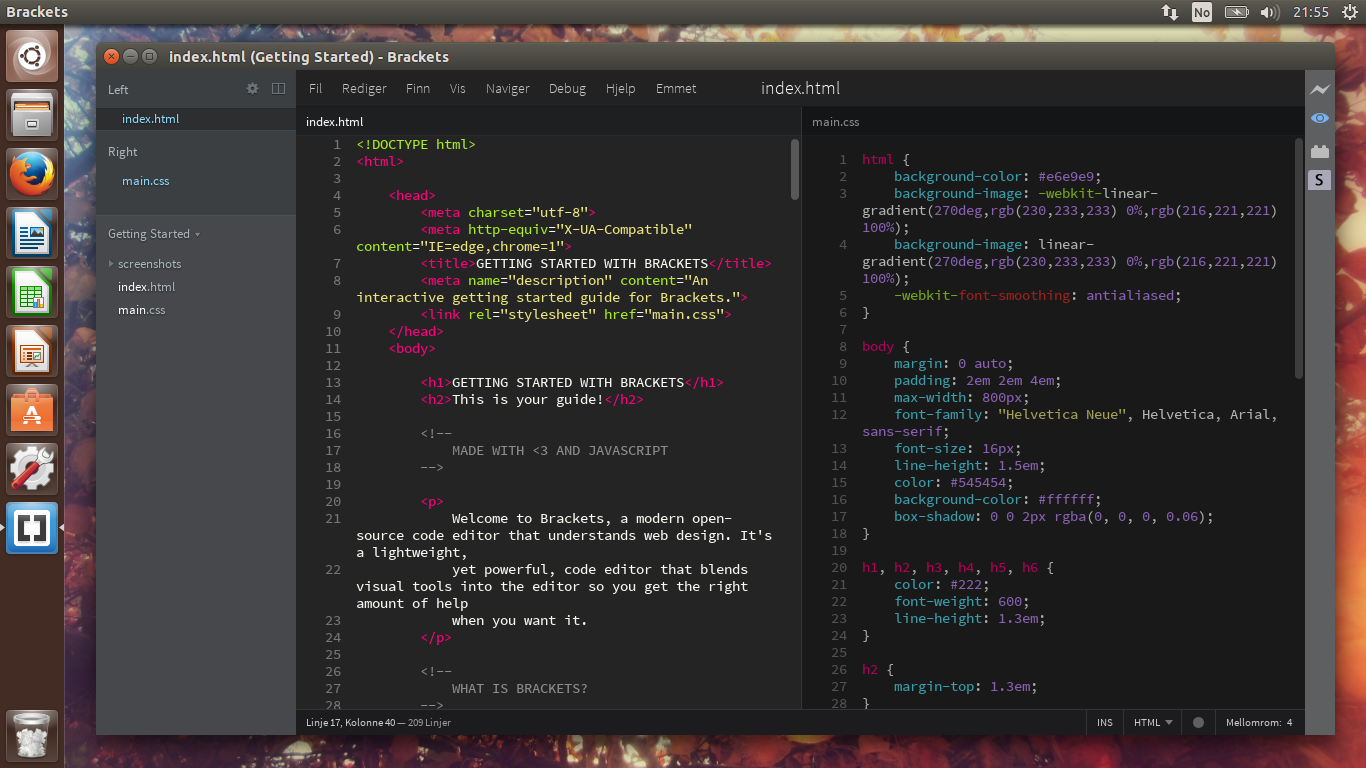 Brackets
No
21:55
index.html (Getting Started) - Brackets
Left
index.html
Right
main.css
Getting Started
screenshots
index.html
main.css
Fil Rediger Finn Vis Naviger Debug Hjelp Emmet
index.html
index.html
1 <!DOCTYPE html>
2 <html>
3
4 <head>
5 <meta charset="utf-8">
6 <meta http-equiv="X-UA-Compatible"
content="IE=edge,chrome=1">
7 <title>GETTING STARTED WITH BRACKETS</title>
8 <meta name="description" content="An
interactive getting started guide for Brackets.">
9 <link rel="stylesheet" href="main.css">
10 </head>
11 <body>
12
13 <h1>GETTING STARTED WITH BRACKETS</h1>
14 <h2>This is your guide!</h2>
15
16 <!--
17 MADE WITH <3 AND JAVASCRIPT
18 -->
19
20 <p>
21 Welcome to Brackets, a modern open-
source code editor that understands web design. It's
a lightweight,
22 yet powerful, code editor that blends
visual tools into the editor so you get the right
amount of help
23 when you want it.
24 </p>
25
26 <!--
27 WHAT IS BRACKETS?
28 -->
main.css
1 html {
2 background-color: #e6e9e9;
3 background-image: -webkit-linear-
gradient(270deg,rgb(230,233,233) 0%,rgb(216,221,221)
100%);
4 background-image: linear-
gradient(270deg,rgb(230,233,233) 0%,rgb(216,221,221)
100%);
5 -webkit-font-smoothing: antialiased;
6 }
7
8 body {
9 margin: 0 auto;
10 padding: 2em 2em 4em;
11 max-width: 800px;
12 font-family: "Helvetica Neue", Helvetica, Arial,
sans-serif;
13 font-size: 16px;
14 line-height: 1.5em;
15 color: #545454;
16 background-color: #ffffff;
17 box-shadow: 0 0 2px rgba(0, 0, 0, 0.06);
18 }
19
20 h1, h2, h3, h4, h5, h6 {
21 color: #222;
22 font-weight: 600;
23 line-height: 1.3em;
24 }
25
26 h2 {
27 margin-top: 1.3em;
28 }
S
Linje 17, Kolonne 40 — 209 Linjer
INS
HTML
Mellomrom: 4